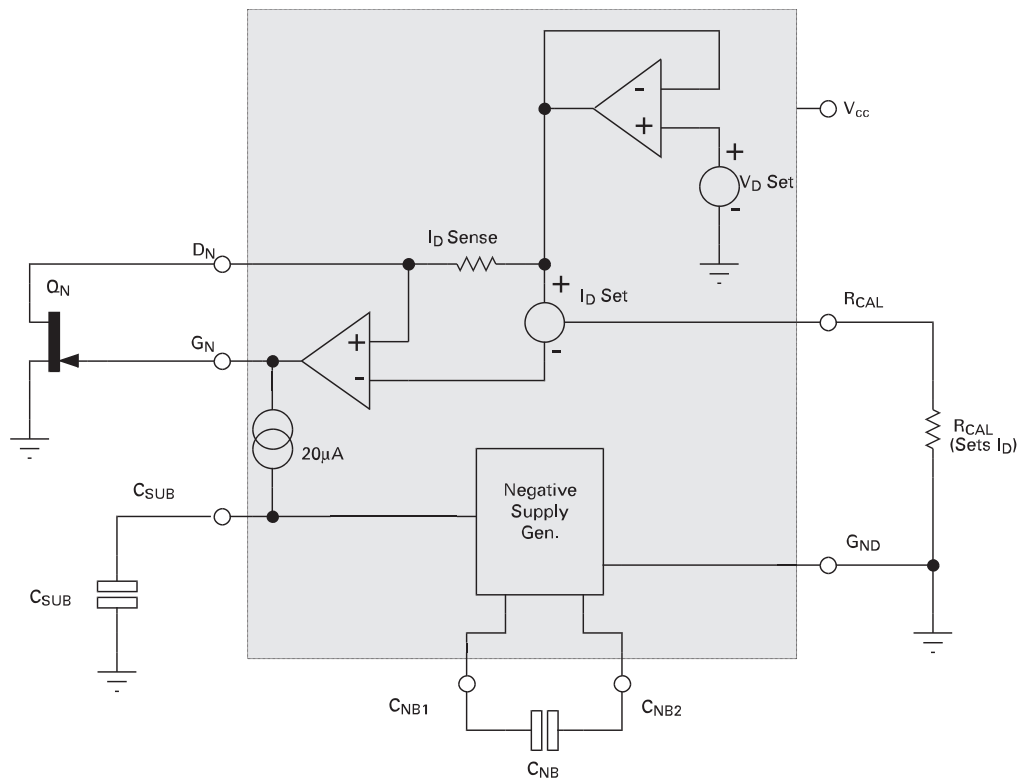 -
+
V_cc
+
V_D Set
-
I_D Sense
D_N
+
I_D Set
Q_N
R_CAL
G_N
+
-
-
20µA
R_CAL
(Sets I_D)
C_SUB
Negative
Supply
Gen.
G_ND
C_SUB
C_NB1
C_NB2
C_NB